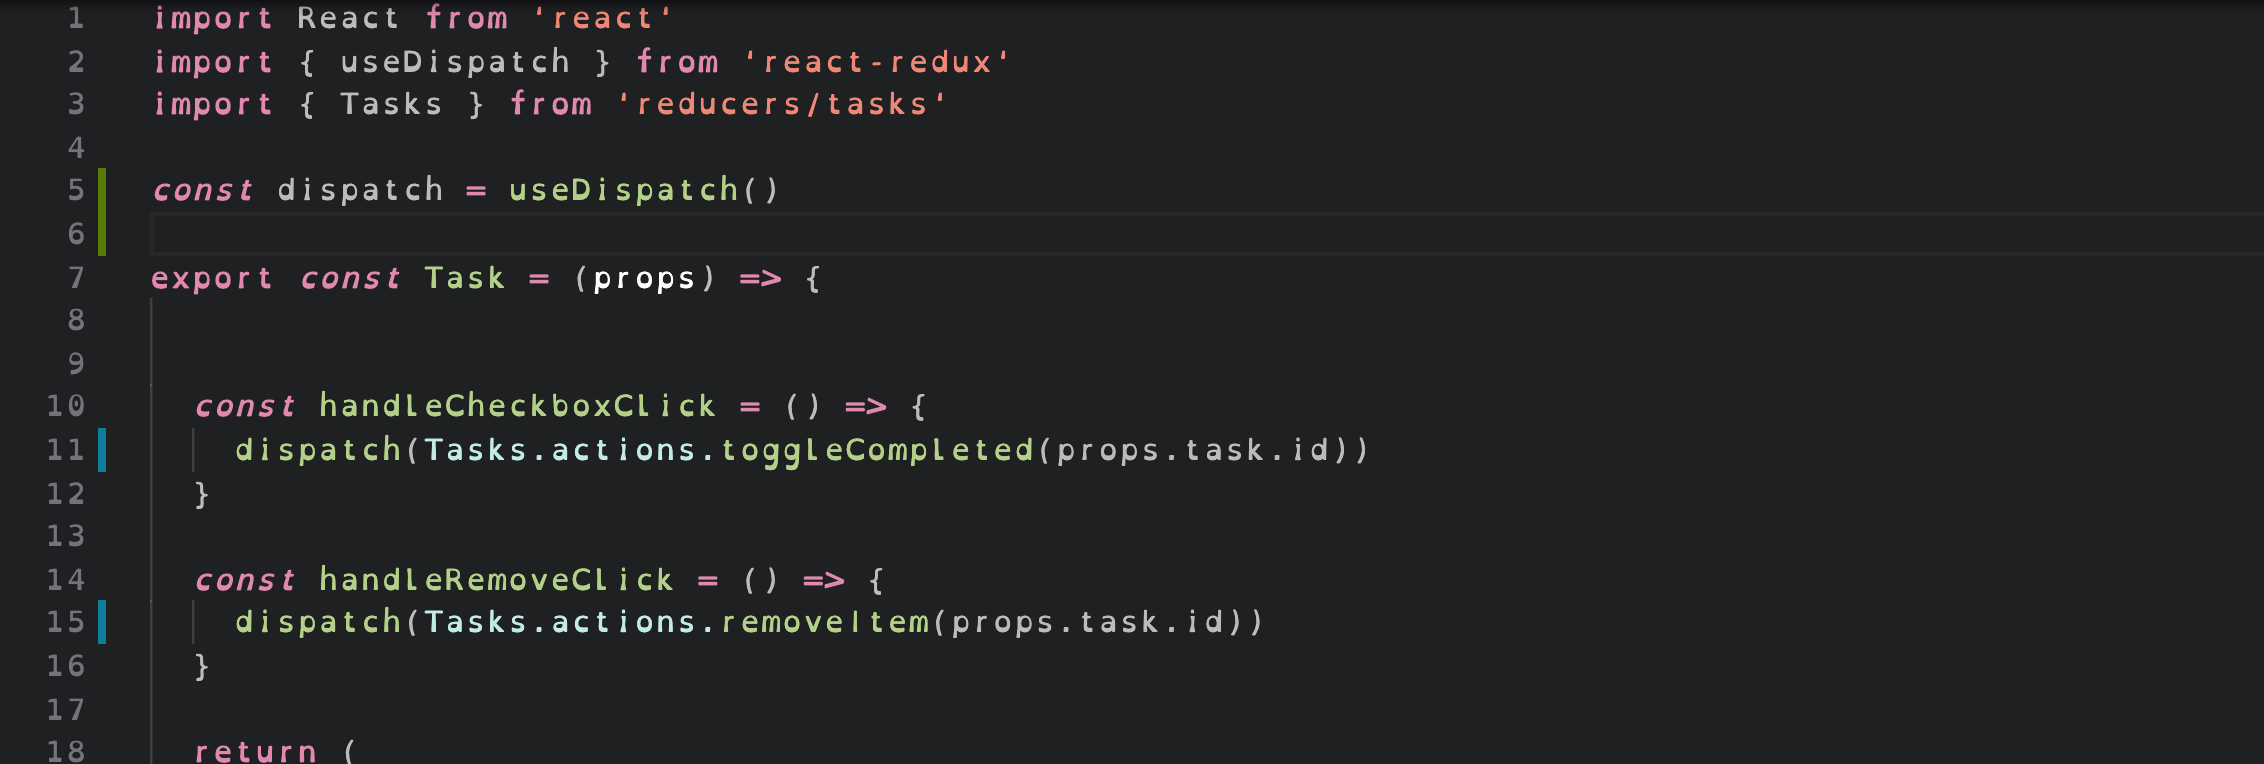 1 import React from 'react'
2 import { useDispatch } from 'react-redux'
3 import { Tasks } from 'reducers/tasks'
4
5 const dispatch = useDispatch()
6
7 export const Task = (props) => {
8
9
10 const handleCheckboxClick = () => {
11 dispatch(Tasks.actions.toggleCompleted(props.task.id))
12 }
13
14 const handleRemoveClick = () => {
15 dispatch(Tasks.actions.removeItem(props.task.id))
16 }
17
18 return (